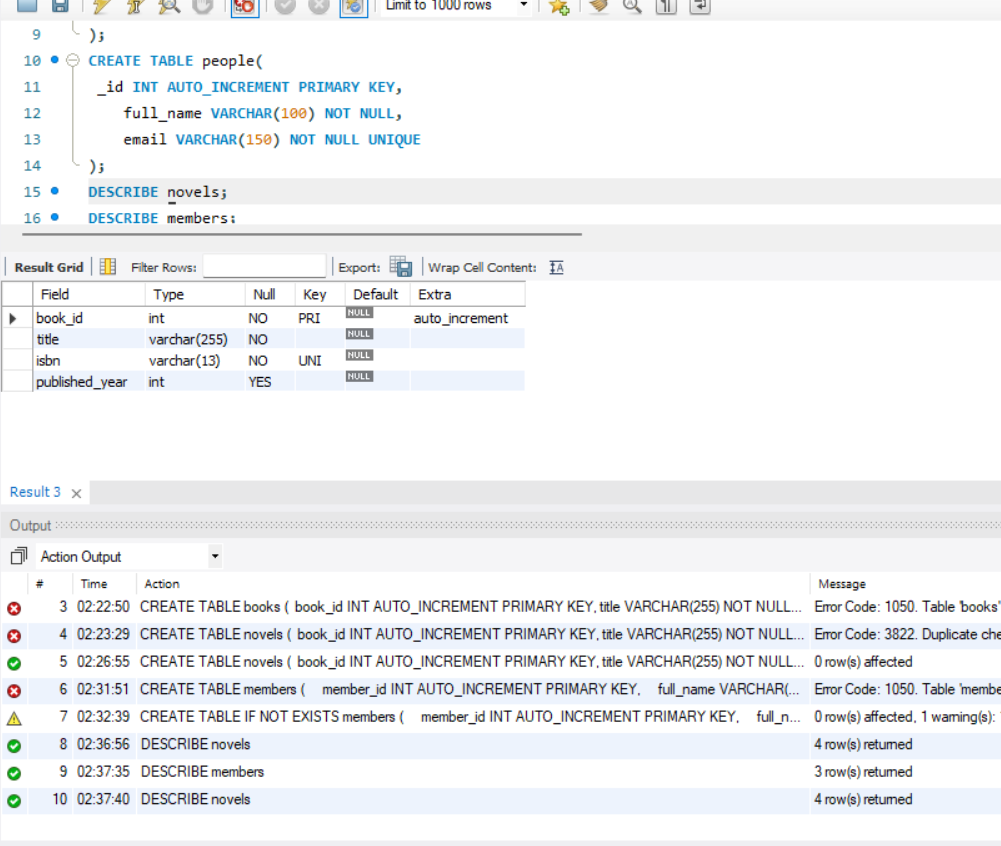 Limit to 1000 rows
9 );
10 CREATE TABLE people(
11 _id INT AUTO_INCREMENT PRIMARY KEY,
12 full_name VARCHAR(100) NOT NULL,
13 email VARCHAR(150) NOT NULL UNIQUE
14 );
15 DESCRIBE novels;
16 DESCRIBE members;
Result Grid Filter Rows: Export: Wrap Cell Content: IA
Field Type Null Key Default Extra
book_id int NO PRI NULL auto_increment
title varchar(255) NO NULL
isbn varchar(13) NO UNI NULL
published_year int YES NULL
Result 3
Output
Action Output
# Time Action Message
3 02:22:50 CREATE TABLE books ( book_id INT AUTO_INCREMENT PRIMARY KEY, title VARCHAR(255) NOT NULL... Error Code: 1050. Table 'books'
4 02:23:29 CREATE TABLE novels ( book_id INT AUTO_INCREMENT PRIMARY KEY, title VARCHAR(255) NOT NULL... Error Code: 3822. Duplicate che
5 02:26:55 CREATE TABLE novels ( book_id INT AUTO_INCREMENT PRIMARY KEY, title VARCHAR(255) NOT NULL... 0 row(s) affected
6 02:31:51 CREATE TABLE members ( member_id INT AUTO_INCREMENT PRIMARY KEY, full_name VARCHAR(... Error Code: 1050. Table 'membe
7 02:32:39 CREATE TABLE IF NOT EXISTS members ( member_id INT AUTO_INCREMENT PRIMARY KEY, full_n... 0 row(s) affected, 1 warning(s):
8 02:36:56 DESCRIBE novels 4 row(s) returned
9 02:37:35 DESCRIBE members 3 row(s) returned
10 02:37:40 DESCRIBE novels 4 row(s) returned